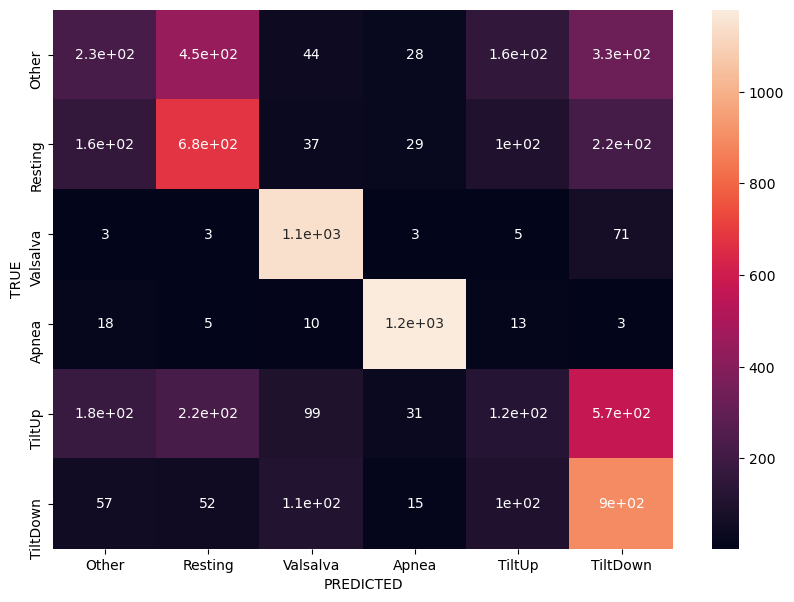 Other 2.3e+02 4.5e+02 44 28 1.6e+02 3.3e+02
Resting 1.6e+02 6.8e+02 37 29 1e+02 2.2e+02
Valsalva 3 3 1.1e+03 3 5 71
Apnea 18 5 10 1.2e+03 13 3
TiltUp 1.8e+02 2.2e+02 99 31 1.2e+02 5.7e+02
TiltDown 57 52 1.1e+02 15 1e+02 9e+02
TRUE
Other Resting Valsalva Apnea TiltUp TiltDown
PREDICTED
1000
800
600
400
200